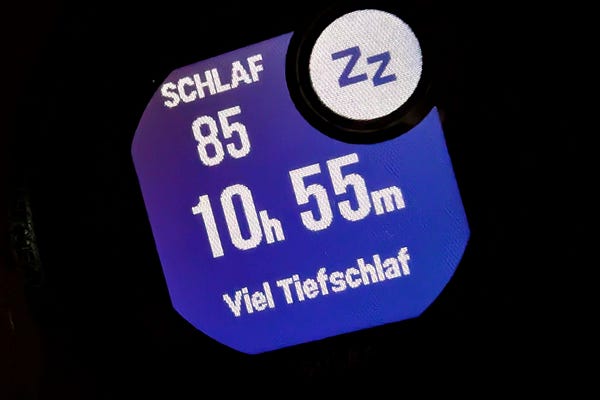 SCHLAF
Zz
85
10h 55m
Viel Tiefschlaf